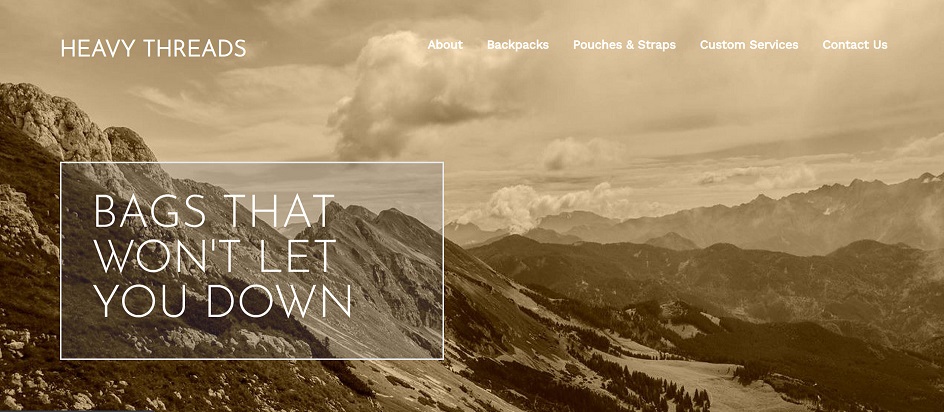 HEAVY THREADS
About Backpacks Pouches & Straps Custom Services Contact Us
BAGS THAT
WON'T LET
YOU DOWN